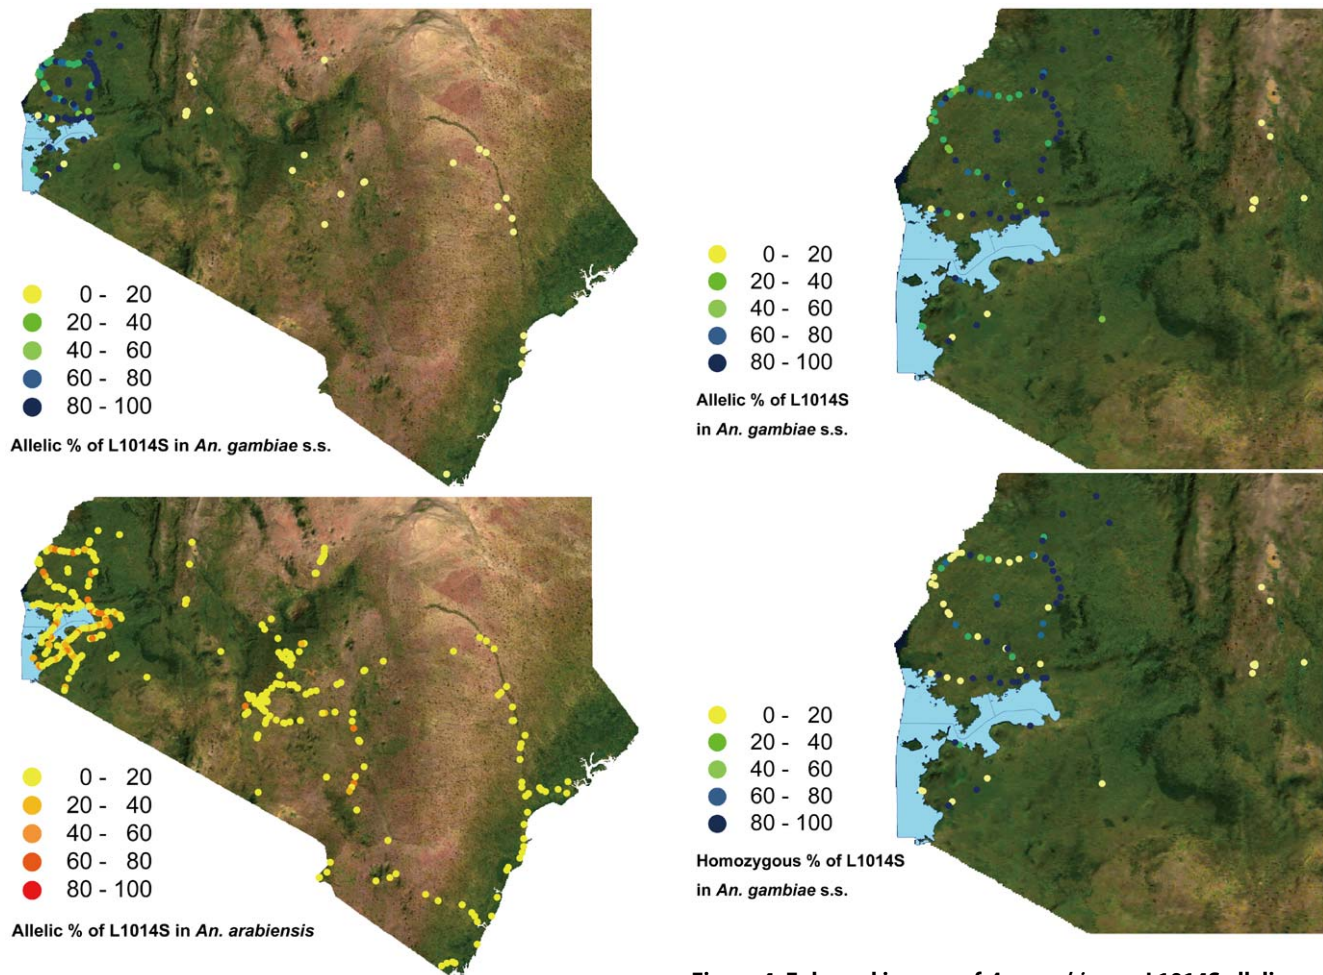 0 - 20
20 - 40
40 - 60
60 - 80
80 - 100
Allelic % of L1014S in An. gambiae s.s.
0 - 20
20 - 40
40 - 60
60 - 80
80 - 100
Allelic % of L1014S in An. arabiensis
0 - 20
20 - 40
40 - 60
60 - 80
80 - 100
Allelic % of L1014S
in An. gambiae s.s.
0 - 20
20 - 40
40 - 60
60 - 80
80 - 100
Homozygous % of L1014S
in An. gambiae s.s.